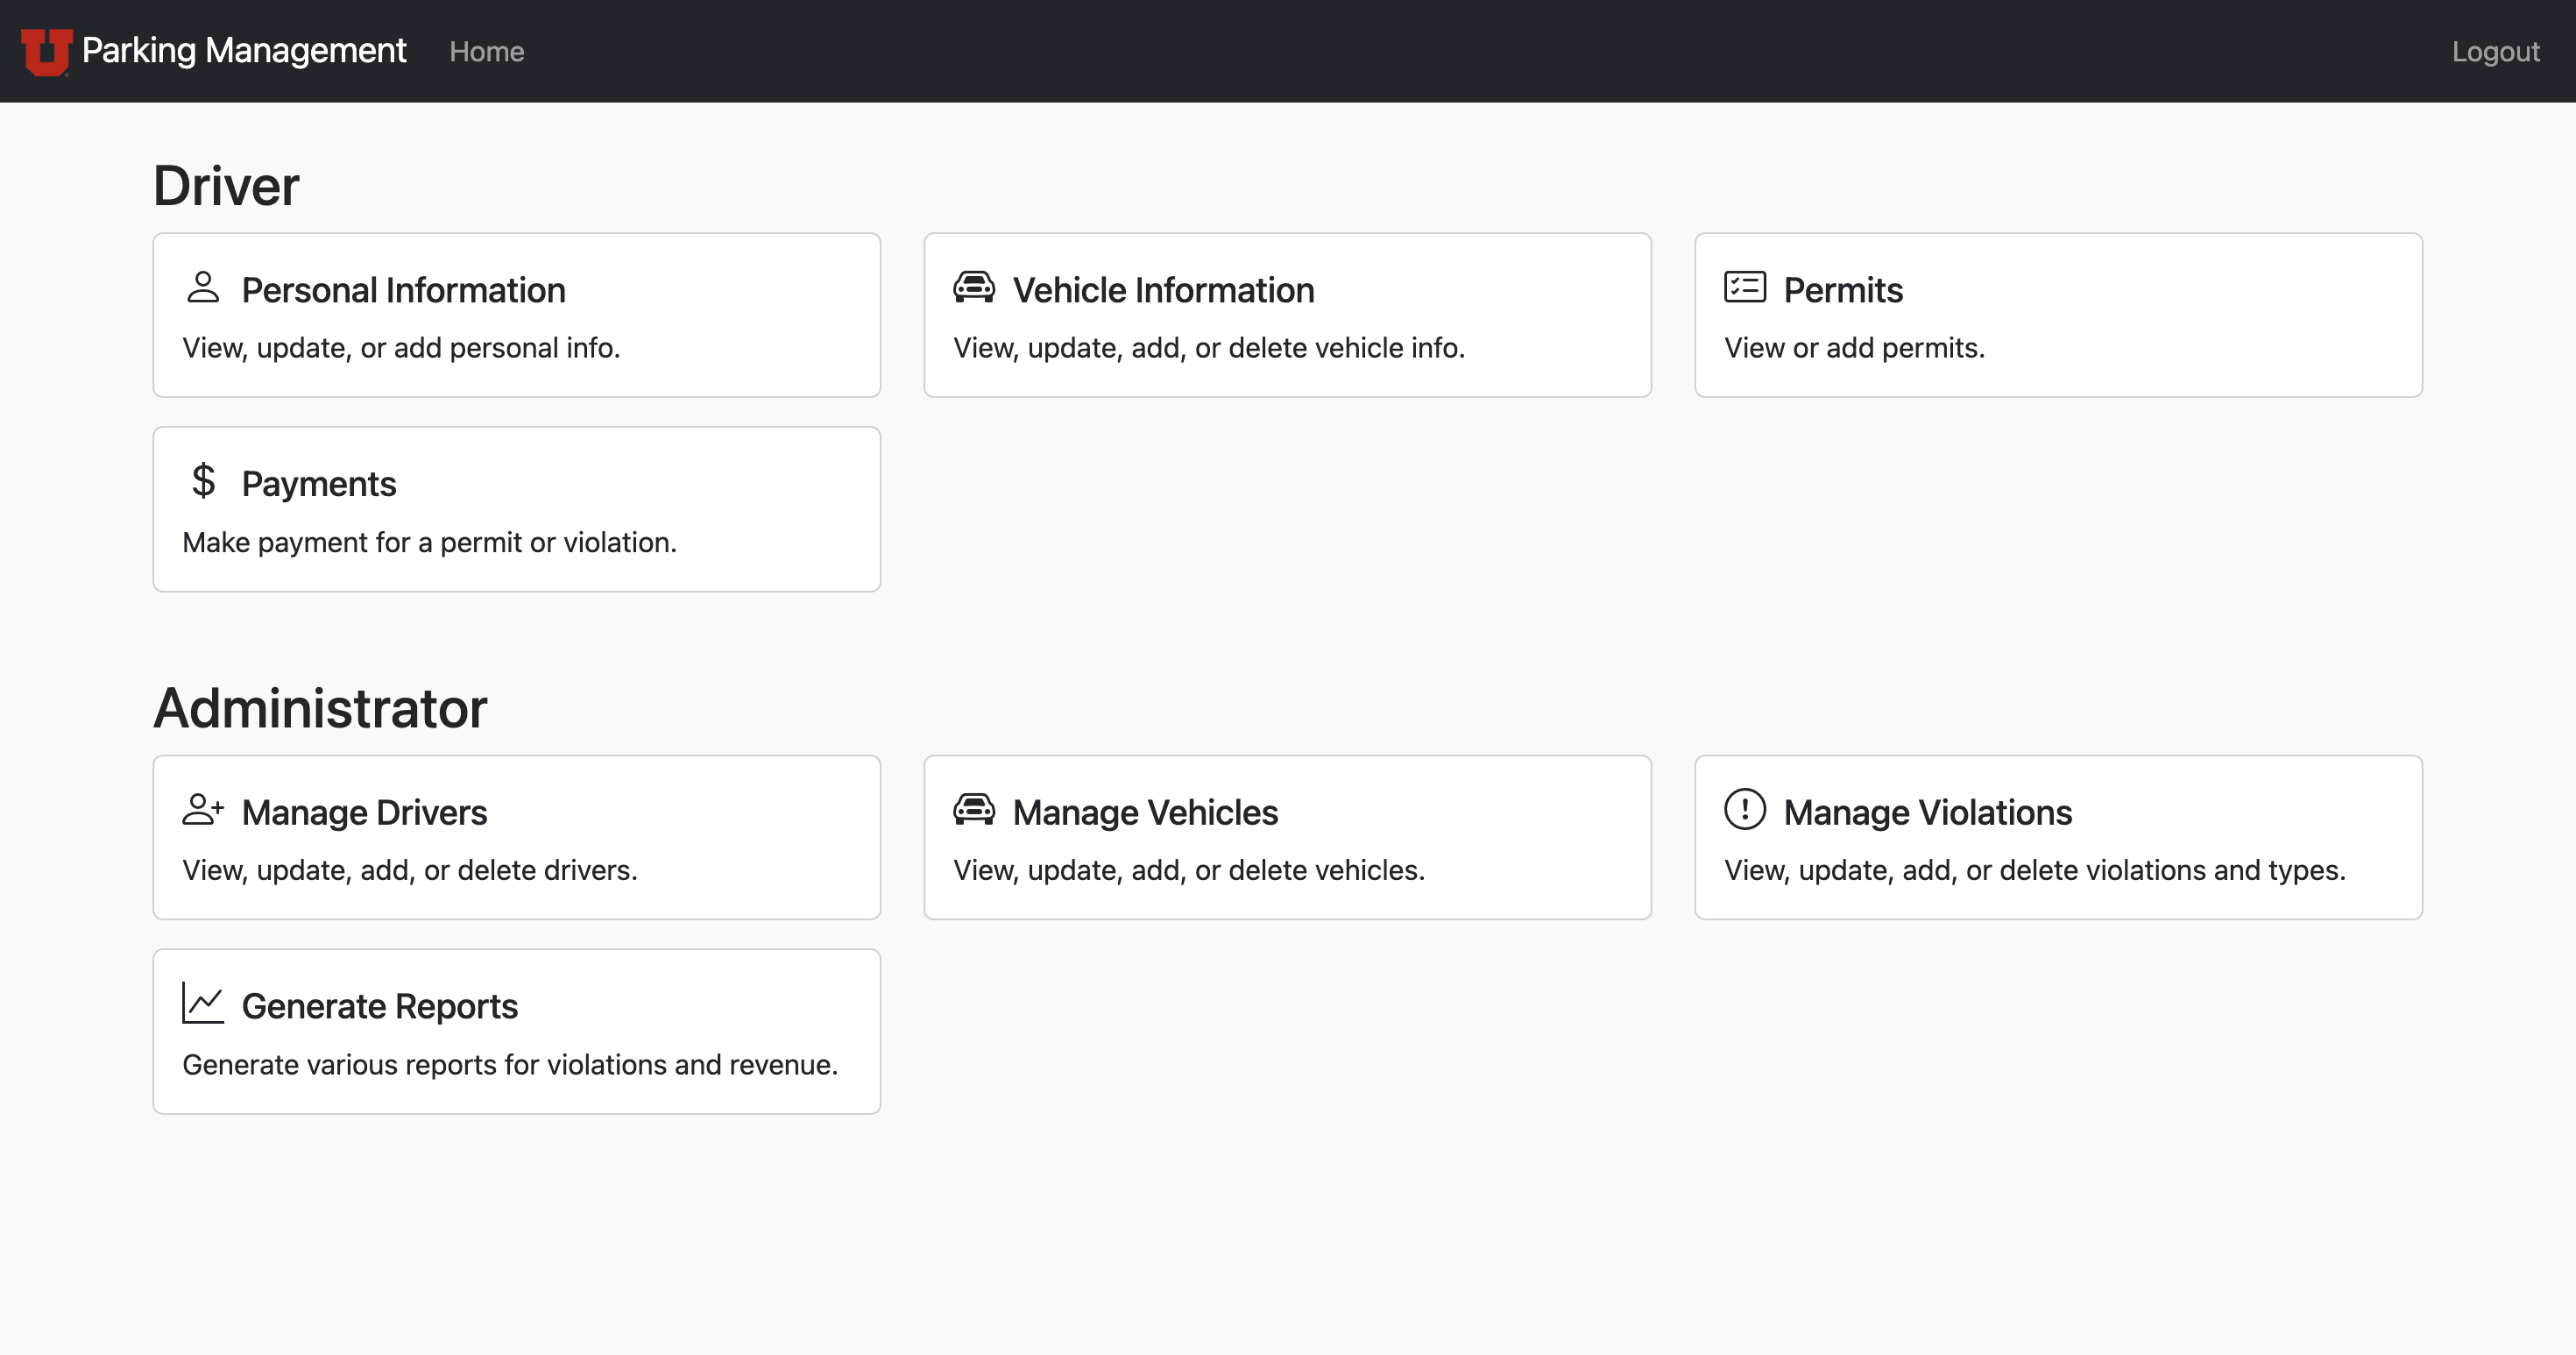 U Parking Management Home Logout
Driver
Personal Information
View, update, or add personal info.
Vehicle Information
View, update, add, or delete vehicle info.
Permits
View or add permits.
$ Payments
Make payment for a permit or violation.
Administrator
Manage Drivers
View, update, add, or delete drivers.
Manage Vehicles
View, update, add, or delete vehicles.
Manage Violations
View, update, add, or delete violations and types.
Generate Reports
Generate various reports for violations and revenue.